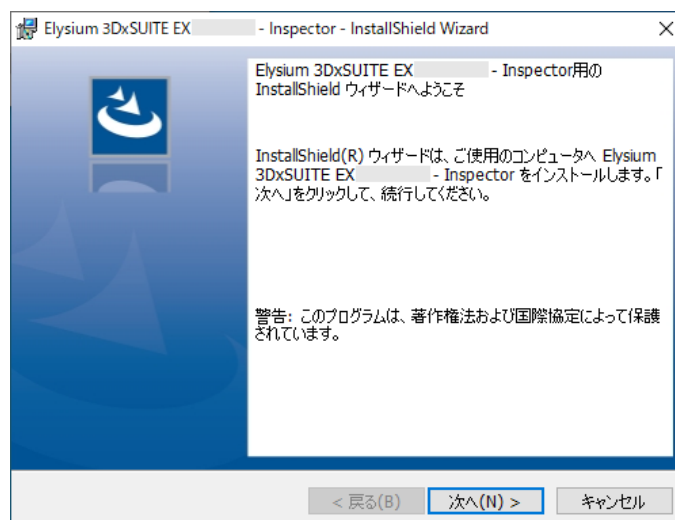 Elysium 3DxSUITE EX - Inspector - InstallShield Wizard
Elysium 3DxSUITE EX - Inspector用の
InstallShield ウィザードへようこそ
InstallShield(R) ウィザードは、ご使用のコンピュータへ Elysium
3DxSUITE EX - Inspector をインストールします。「
次へ」をクリックして、続行してください。
警告: このプログラムは、著作権法および国際協定によって保護
されています。
< 戻る(B) 次へ(N) > キャンセル